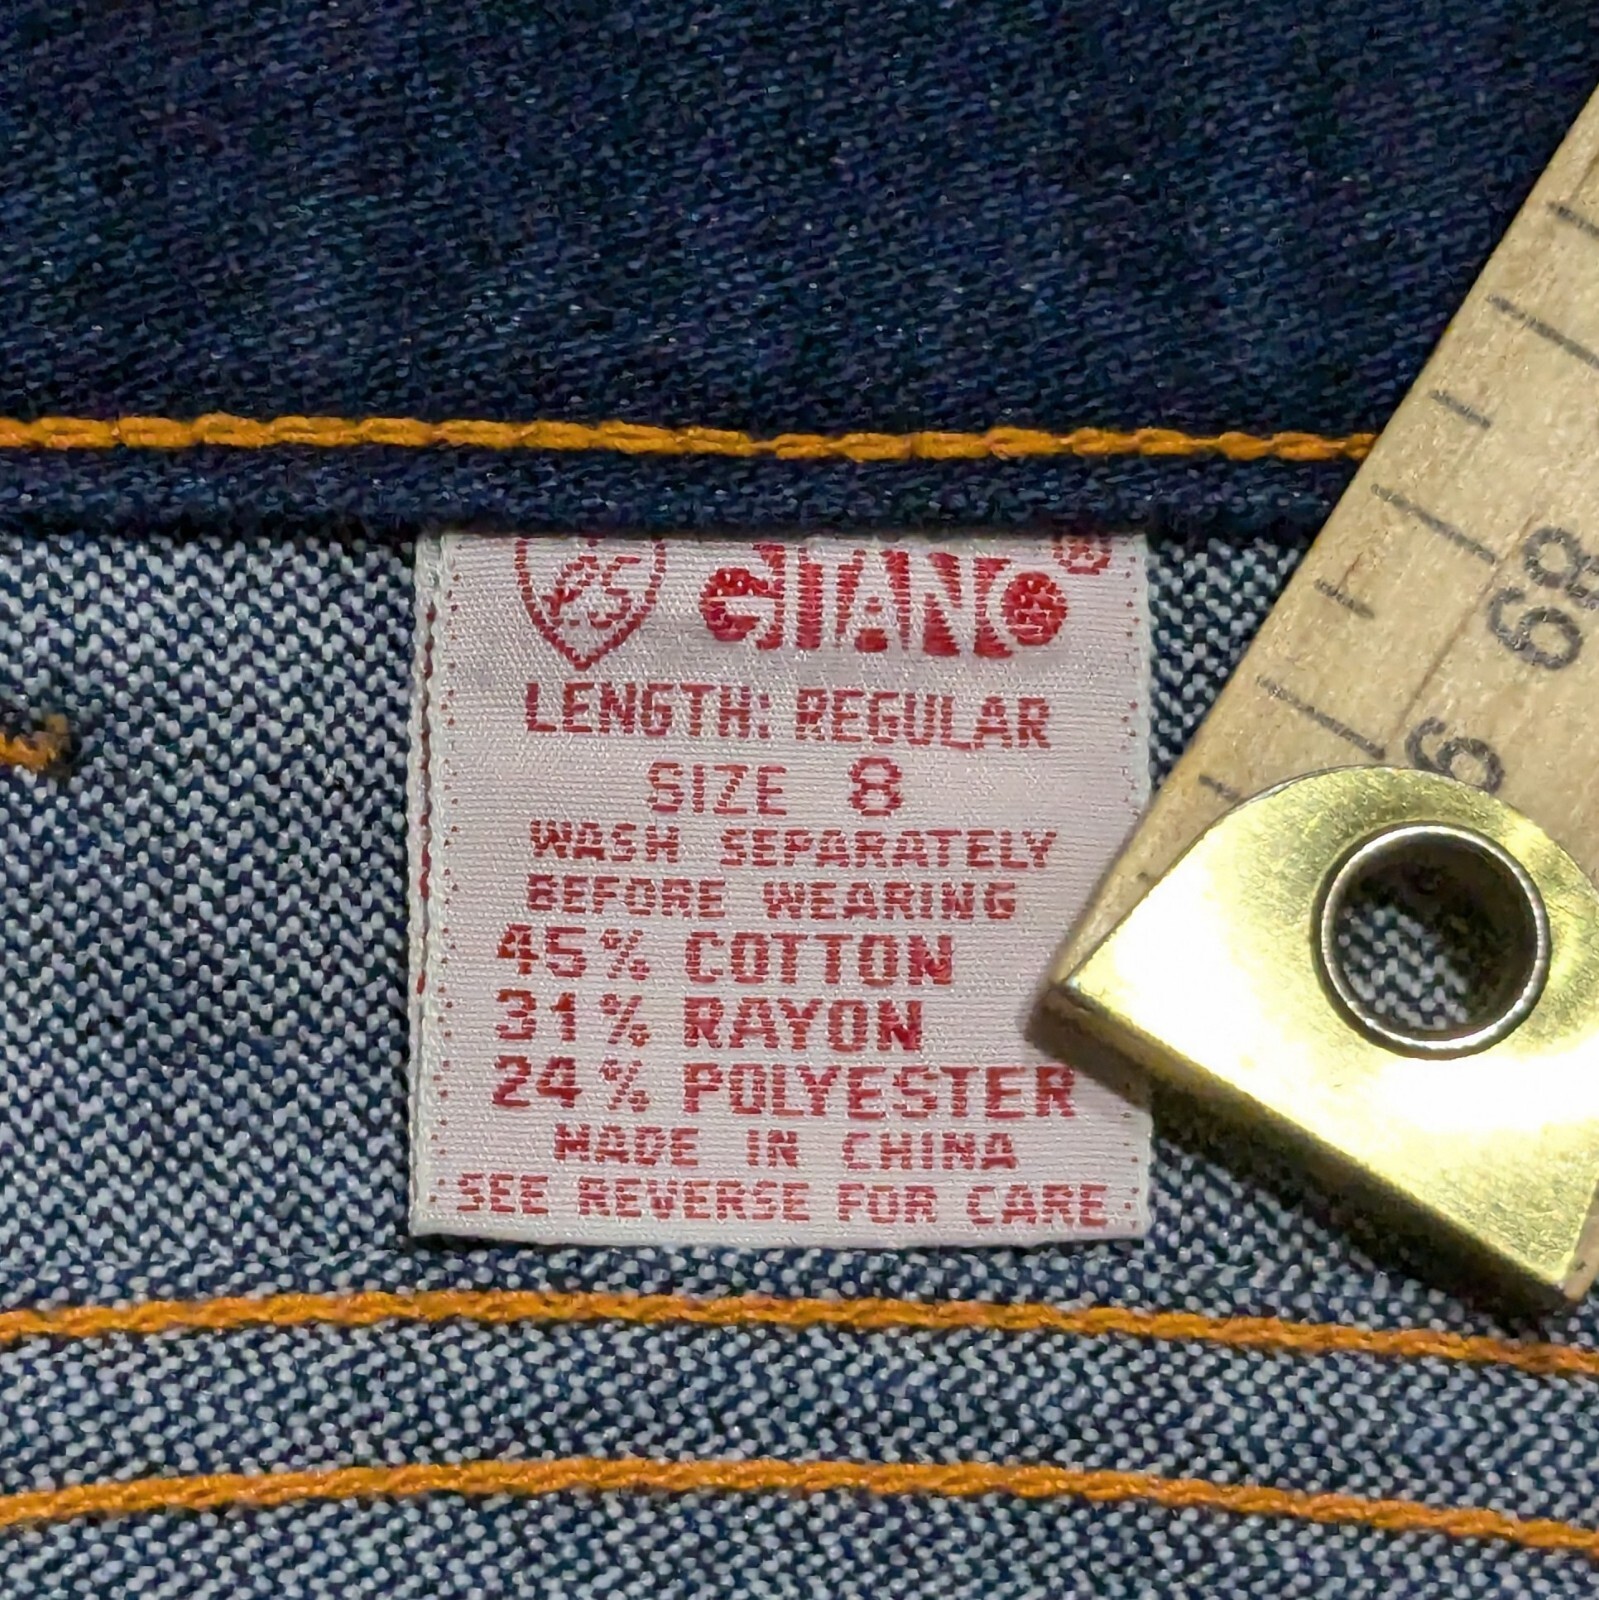 GIANO®
LENGTH: REGULAR
SIZE 8
WASH SEPARATELY
BEFORE WEARING
45% COTTON
31% RAYON
24% POLYESTER
MADE IN CHINA
SEE REVERSE FOR CARE
68